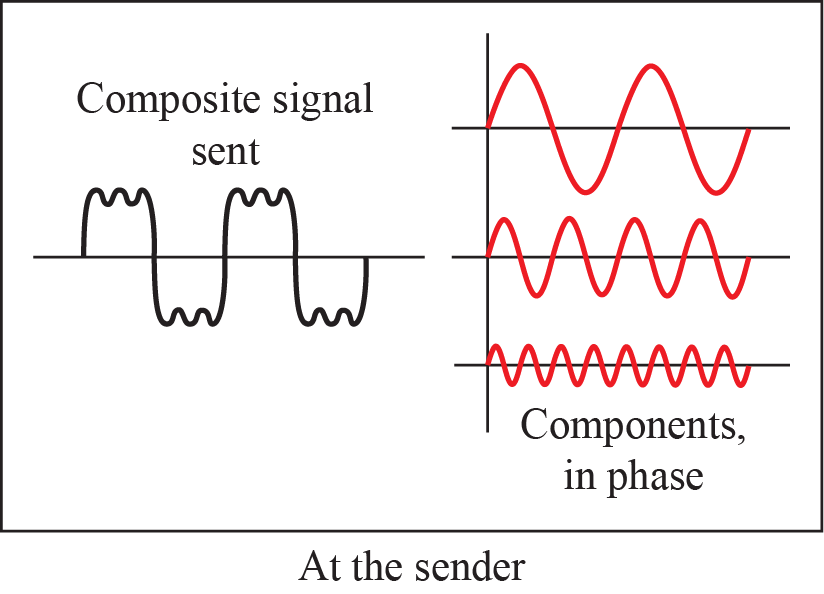 Composite signal
sent
Components,
in phase
At the sender